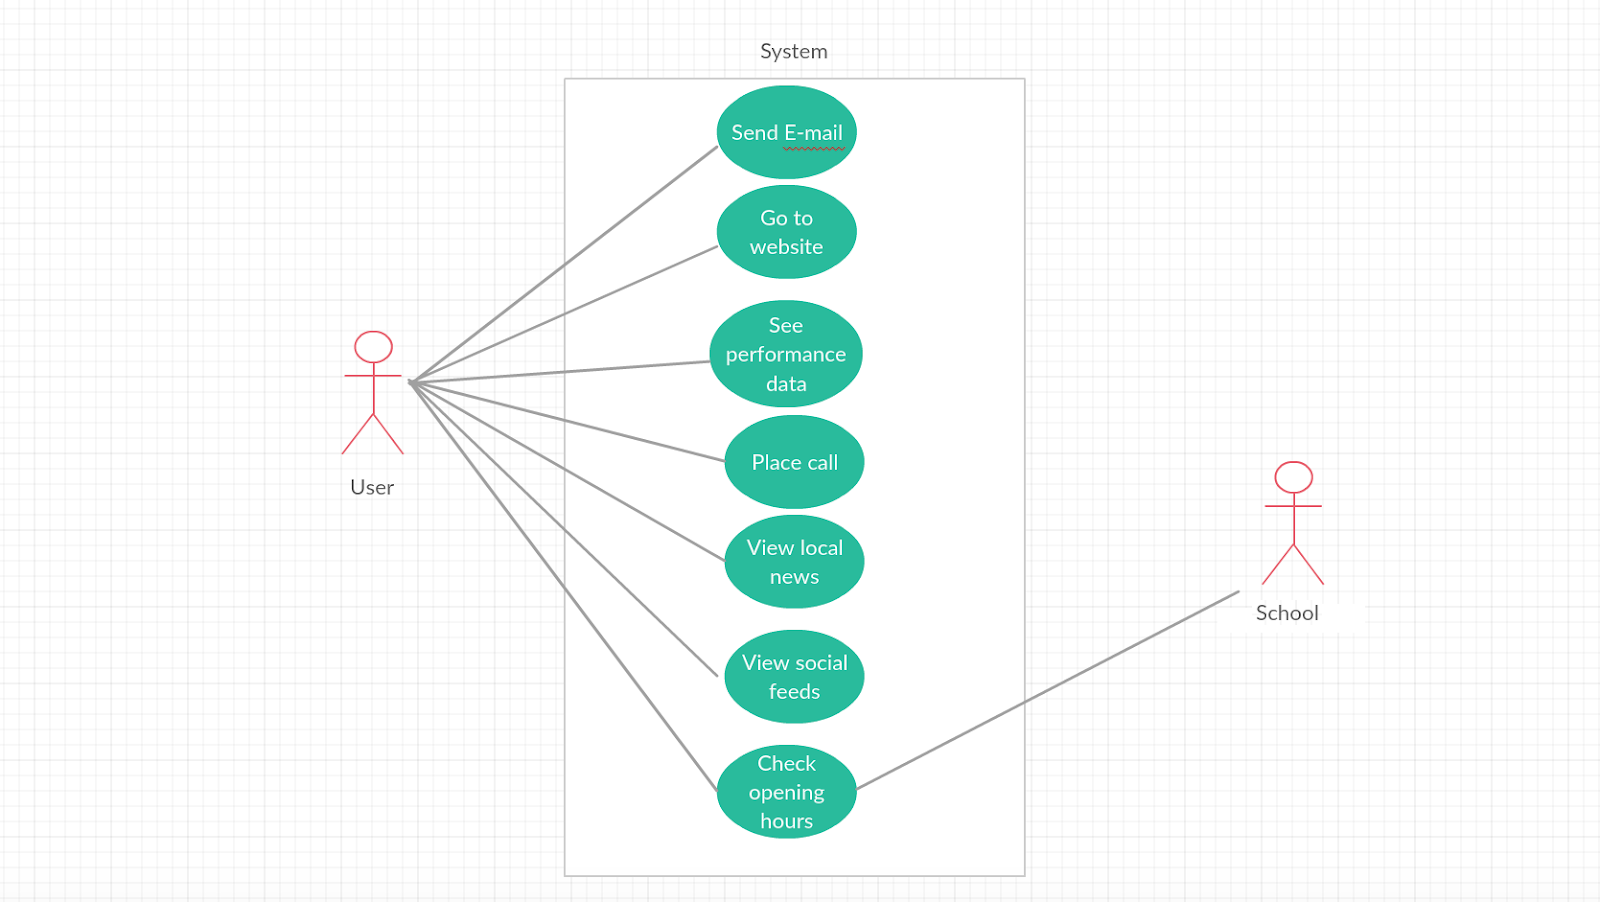 System
Send E-mail
Go to
website
See
performance
data
Place call
View local
news
View social
feeds
Check
opening
hours
User
School